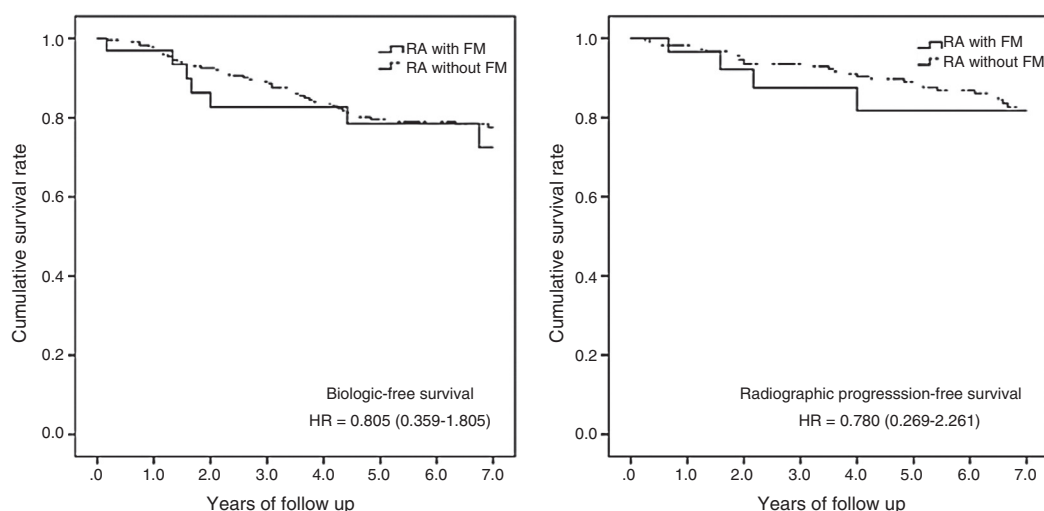 1.0
0.8
0.6
0.4
0.2
0.0
Cumulative survival rate
RA with FM
RA without FM
Biologic-free survival
HR = 0.805 (0.359-1.805)
.0 1.0 2.0 3.0 4.0 5.0 6.0 7.0
Years of follow up
1.0
0.8
0.6
0.4
0.2
0.0
Cumulative survival rate
RA with FM
RA without FM
Radiographic progresssion-free survival
HR = 0.780 (0.269-2.261)
.0 1.0 2.0 3.0 4.0 5.0 6.0 7.0
Years of follow up